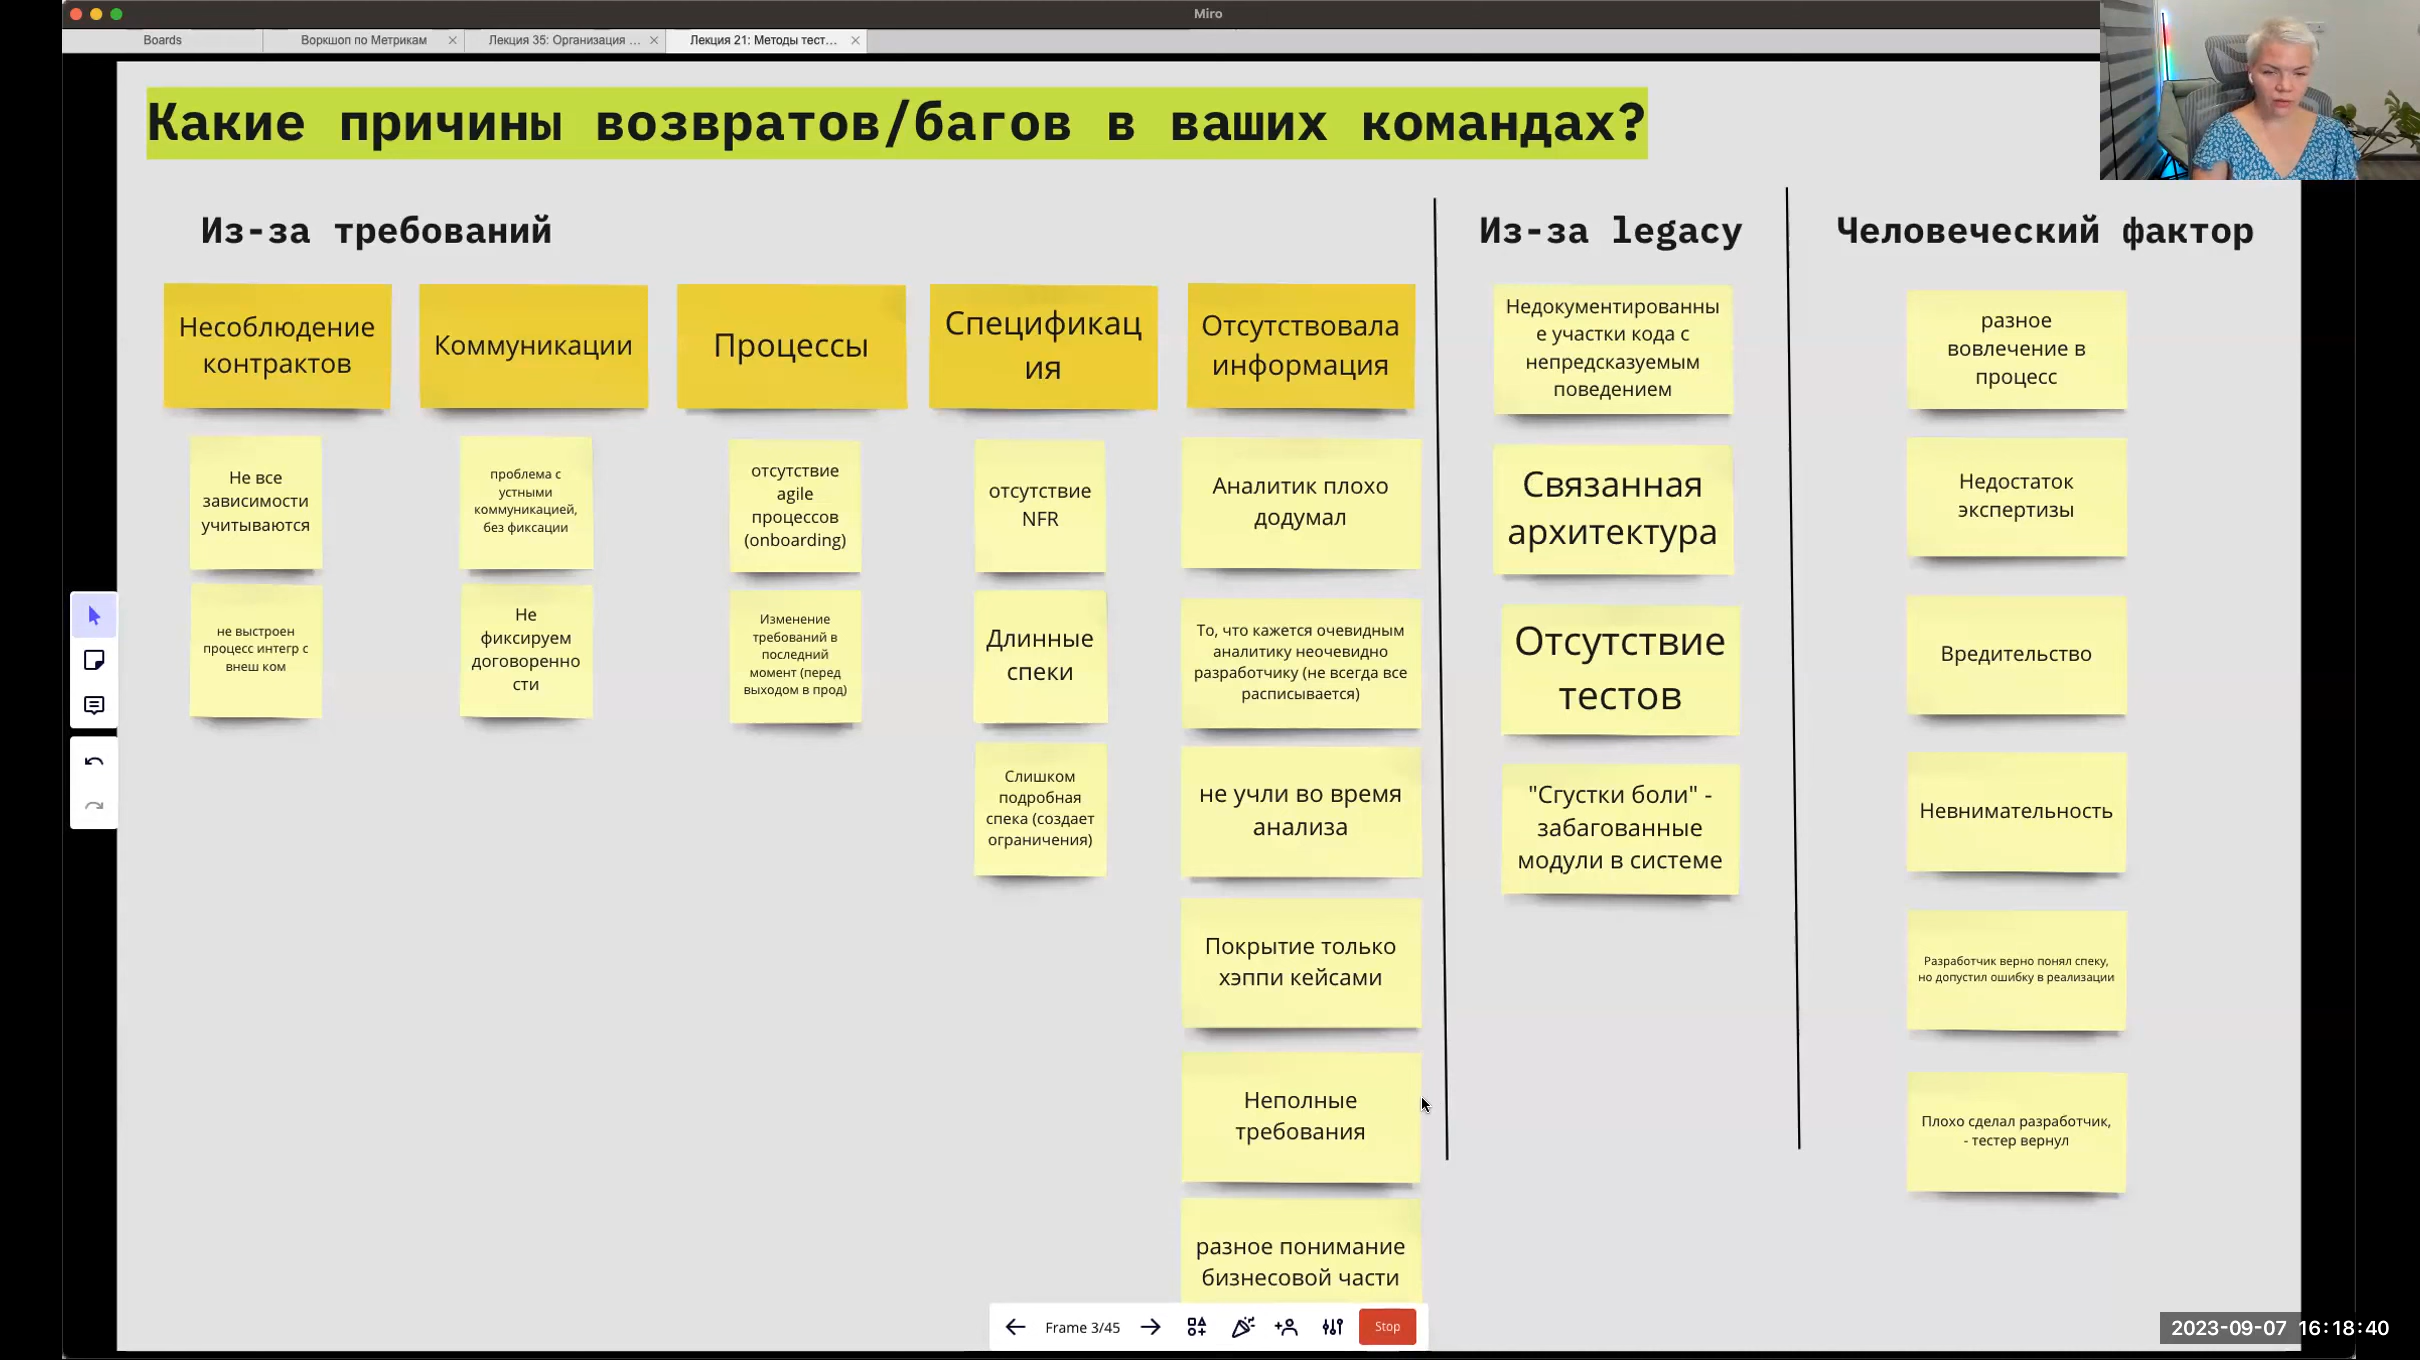 Miro
Boards
Воркшоп по Метрикам
Лекция 35: Организация ...
Лекция 21: Методы тест...
Какие причины возвратов/багов в ваших командах?
Из-за требований
Несоблюдение
контрактов
Не все
зависимости
учитываются
не выстроен
процесс интегр с
внеш ком
Коммуникации
проблема с
устными
коммуникацией,
без фиксации
Не
фиксируем
договоренно
сти
Процессы
отсутствие
agile
процессов
(onboarding)
Изменение
требований в
последний
момент (перед
выходом в прод)
Спецификац
ия
отсутствие
NFR
Длинные
спеки
Слишком
подробная
спека (создает
ограничения)
Отсутствовала
информация
Аналитик плохо
додумал
То, что кажется очевидным
аналитику неочевидно
разработчику (не всегда все
расписывается)
не учли во время
анализа
Покрытие только
хэппи кейсами
Неполные
требования
разное понимание
бизнесовой части
Из-за legacy
Недокументированны
е участки кода с
непредсказуемым
поведением
Связанная
архитектура
Отсутствие
тестов
"Сгустки боли" -
забагованные
модули в системе
Человеческий фактор
разное
вовлечение в
процесс
Недостаток
экспертизы
Вредительство
Невнимательность
Разработчик верно понял спеку,
но допустил ошибку в реализации
Плохо сделал разработчик,
- тестер вернул
Frame 3/45
Stop
2023-09-07 16:18:40